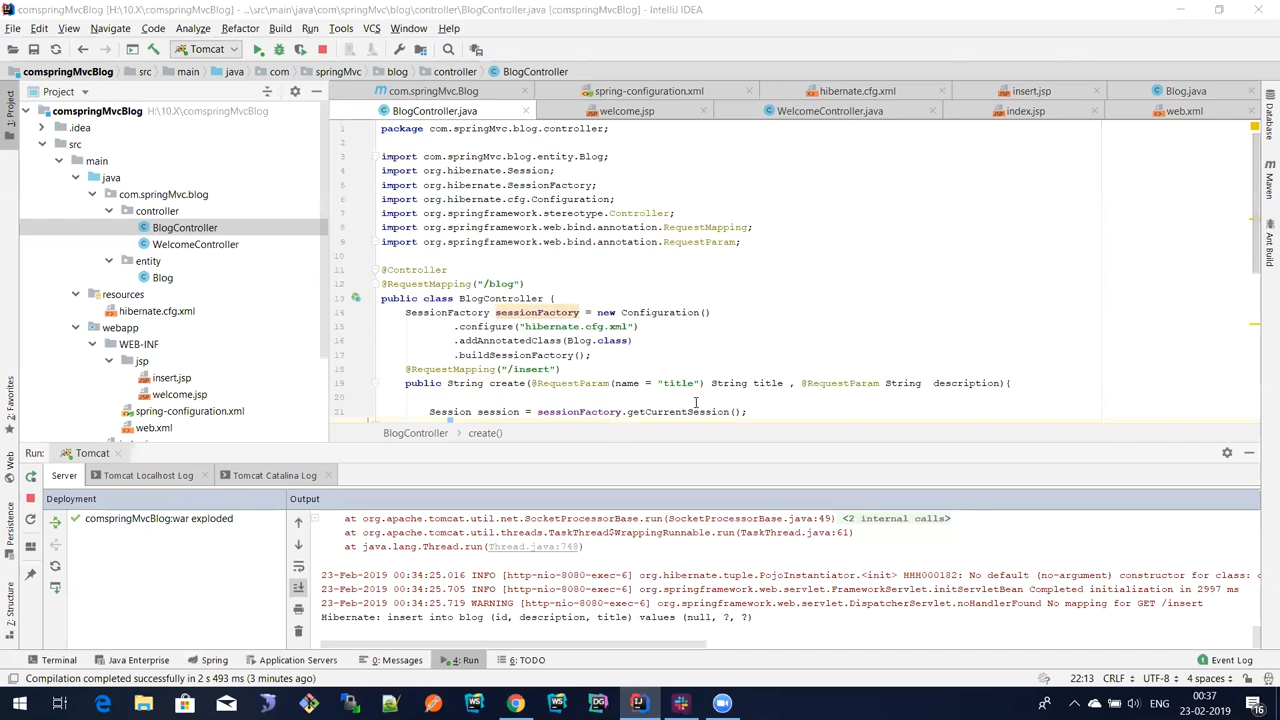 comspringMvcBlog [H:\10.X\comspringMvcBlog] - ...\src\main\java\com\springMvc\blog\controller\BlogController.java [comspringMvcBlog] - IntelliJ IDEA
File Edit View Navigate Code Analyze Refactor Build Run Tools VCS Window Help
Tomcat
comspringMvcBlog src main java com springMvc blog controller BlogController
Project
com.springMvc.Blog spring-configuration.xml hibernate.cfg.xml insert.jsp Blog.java
BlogController.java welcome.jsp WelcomeController.java index.jsp web.xml
1: Project
comspringMvcBlog H:\10.X\comspringMvcBlog
.idea
src
main
java
com.springMvc.blog
controller
BlogController
WelcomeController
entity
Blog
resources
hibernate.cfg.xml
webapp
WEB-INF
jsp
insert.jsp
welcome.jsp
spring-configuration.xml
web.xml
1 package com.springMvc.blog.controller;
2
3 import com.springMvc.blog.entity.Blog;
4 import org.hibernate.Session;
5 import org.hibernate.SessionFactory;
6 import org.hibernate.cfg.Configuration;
7 import org.springframework.stereotype.Controller;
8 import org.springframework.web.bind.annotation.RequestMapping;
9 import org.springframework.web.bind.annotation.RequestParam;
10
11 @Controller
12 @RequestMapping("/blog")
13 public class BlogController {
14 SessionFactory sessionFactory = new Configuration()
15 .configure("hibernate.cfg.xml")
16 .addAnnotatedClass(Blog.class)
17 .buildSessionFactory();
18 @RequestMapping("/insert")
19 public String create(@RequestParam(name = "title") String title , @RequestParam String description){
20
21 Session session = sessionFactory.getCurrentSession();
BlogController create()
Database
Maven
Ant Build
2: Favorites
Web
Persistence
Z: Structure
Run: Tomcat
Server Tomcat Localhost Log Tomcat Catalina Log
Deployment Output
comspringMvcBlog:war exploded
at org.apache.tomcat.util.net.SocketProcessorBase.run(SocketProcessorBase.java:49) <2 internal calls>
at org.apache.tomcat.util.threads.TaskThread$WrappingRunnable.run(TaskThread.java:61)
at java.lang.Thread.run(Thread.java:748)
23-Feb-2019 00:34:25.016 INFO [http-nio-8080-exec-6] org.hibernate.tuple.PojoInstantiator.<init> HHH000182: No default (no-argument) constructor for class: c
23-Feb-2019 00:34:25.705 INFO [http-nio-8080-exec-6] org.springframework.web.servlet.FrameworkServlet.initServletBean Completed initialization in 2997 ms
23-Feb-2019 00:34:25.719 WARNING [http-nio-8080-exec-6] org.springframework.web.servlet.DispatcherServlet.noHandlerFound No mapping for GET /insert
Hibernate: insert into blog (id, description, title) values (null, ?, ?)
Terminal Java Enterprise Spring Application Servers 0: Messages 4: Run 6: TODO Event Log
Compilation completed successfully in 2 s 493 ms (3 minutes ago) 22:13 CRLF UTF-8 4 spaces
ENG 00:37
23-02-2019
16